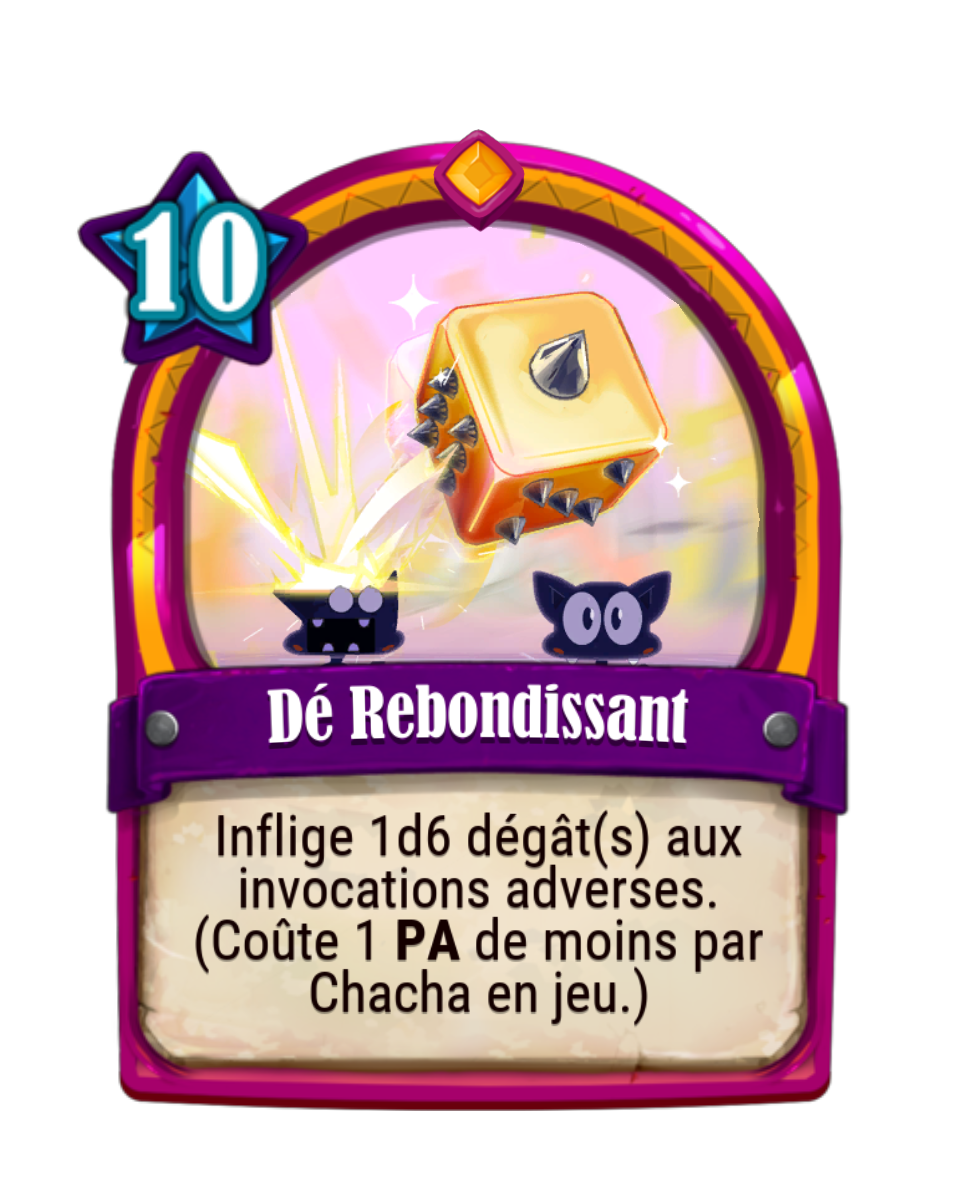 10
Dé Rebondissant
Inflige 1d6 dégât(s) aux
invocations adverses.
(Coûte 1 PA de moins par
Chacha en jeu.)